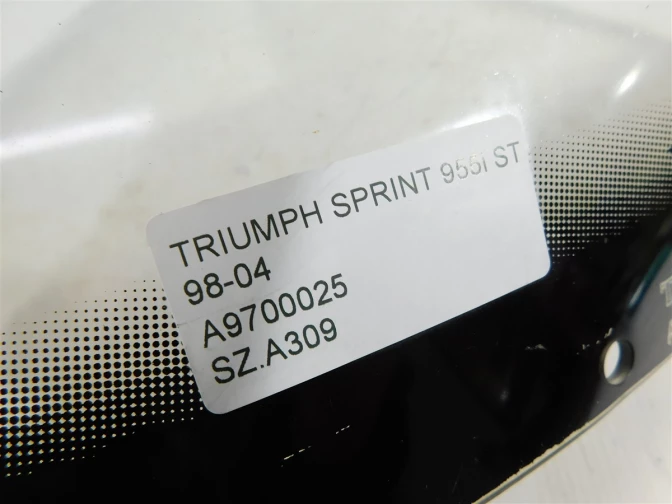 TRIUMPH SPRINT 955I ST
98-04
A9700025
SZ.A309